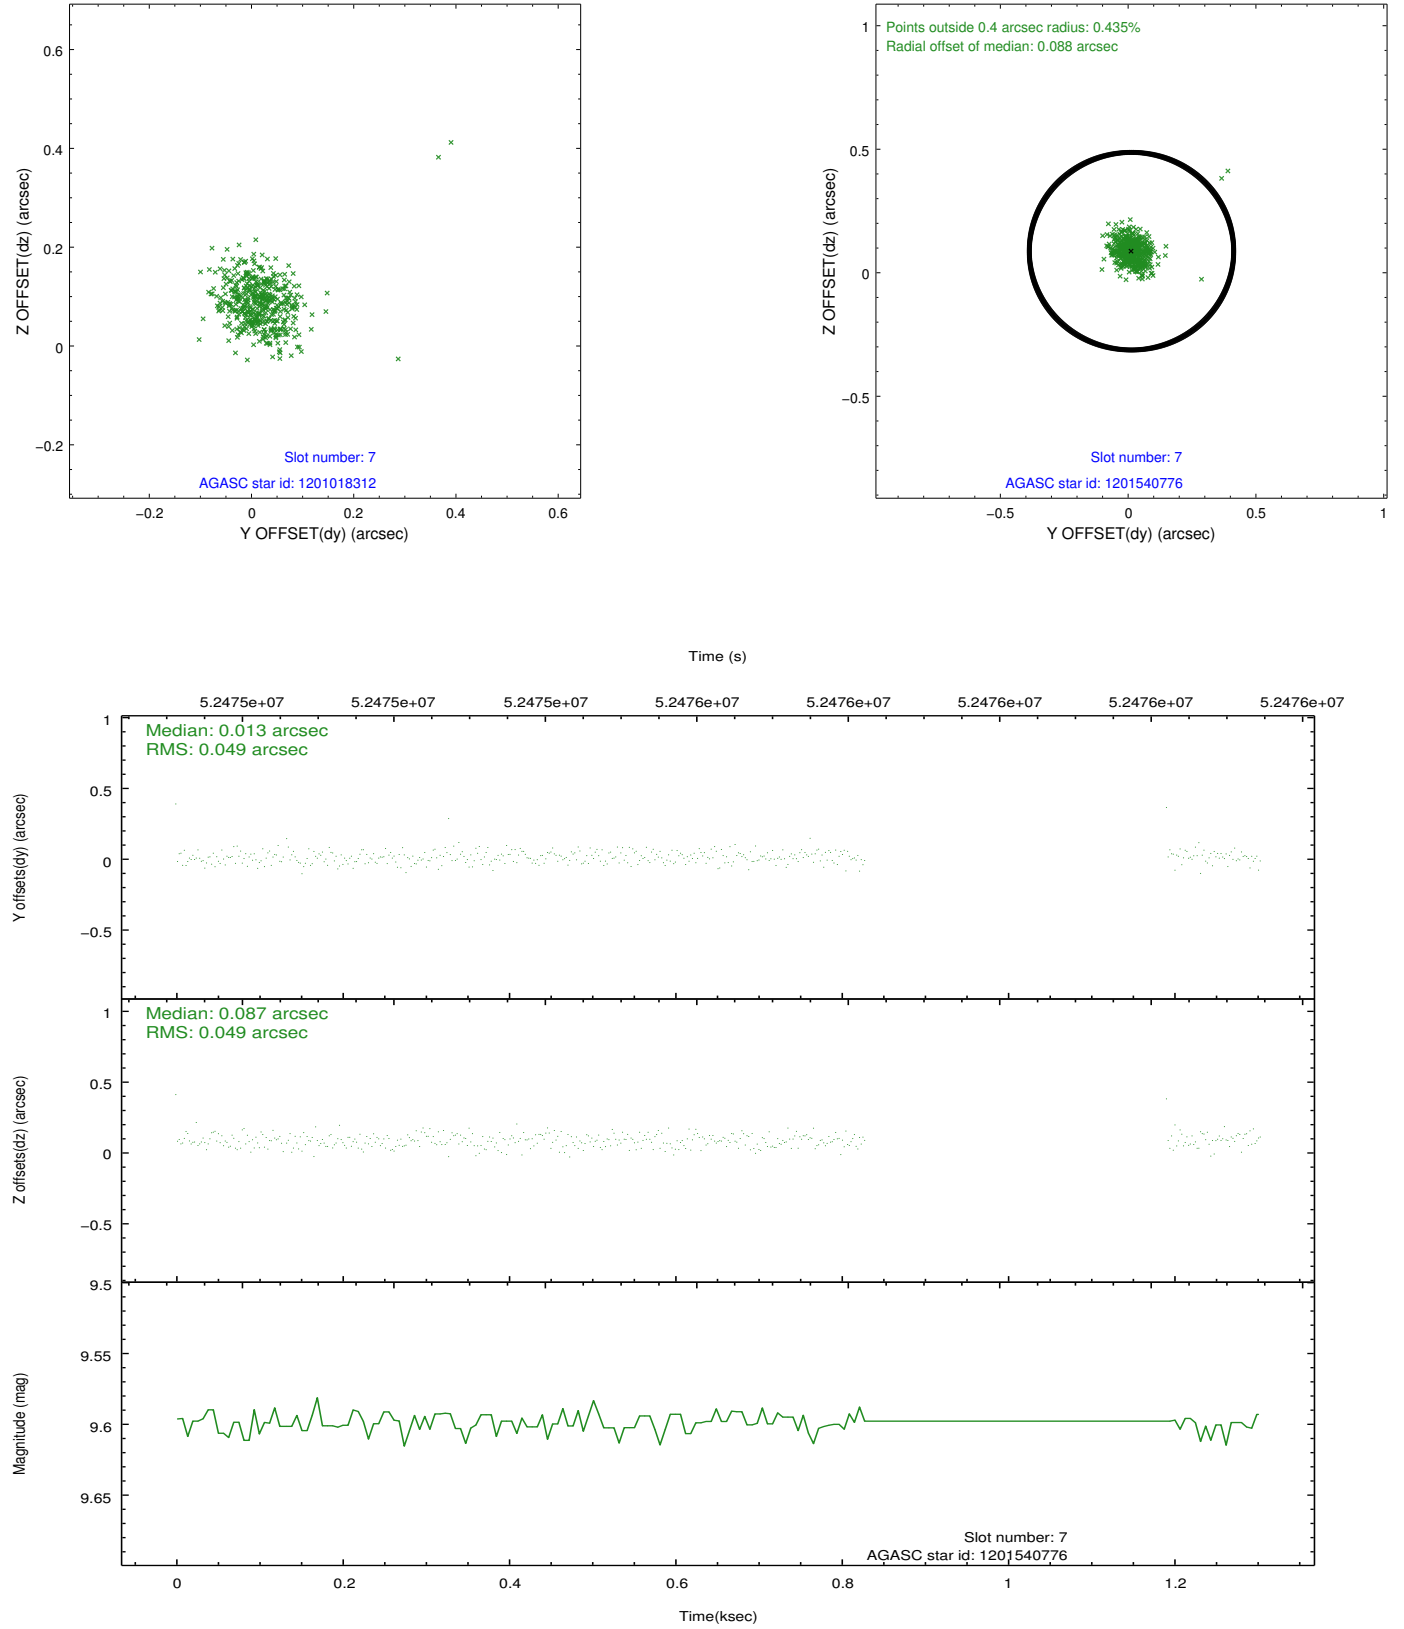 0.6
0.4
0.2
0
−0.2
Z OFFSET(dz) (arcsec)
Slot number: 7
AGASC star id: 1201018312
−0.2
0
0.2
0.4
0.6
Y OFFSET(dy) (arcsec)
Points outside 0.4 arcsec radius: 0.435%
Radial offset of median: 0.088 arcsec
1
0.5
0
−0.5
Z OFFSET(dz) (arcsec)
Slot number: 7
AGASC star id: 1201540776
−0.5
0
0.5
1
Y OFFSET(dy) (arcsec)
Time (s)
5.2475e+07
5.2475e+07
5.2475e+07
5.2476e+07
5.2476e+07
5.2476e+07
5.2476e+07
5.2476e+07
Median: 0.013 arcsec
RMS: 0.049 arcsec
1
0.5
0
−0.5
Y offsets(dy) (arcsec)
Median: 0.087 arcsec
RMS: 0.049 arcsec
1
0.5
0
−0.5
Z offsets(dz) (arcsec)
9.5
9.55
9.6
9.65
Magnitude (mag)
Slot number: 7
AGASC star id: 1201540776
0
0.2
0.4
0.6
0.8
1
1.2
Time(ksec)